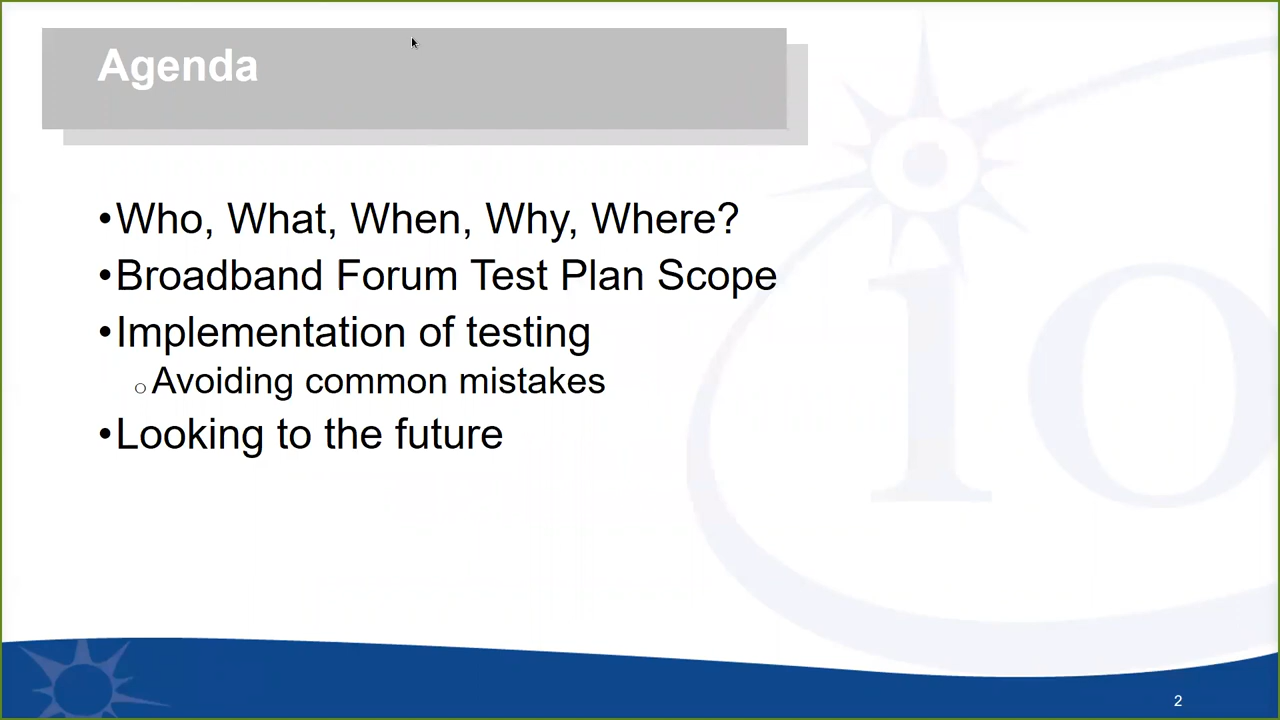 Agenda
•Who, What, When, Why, Where?
•Broadband Forum Test Plan Scope
•Implementation of testing
○Avoiding common mistakes
•Looking to the future
io
2